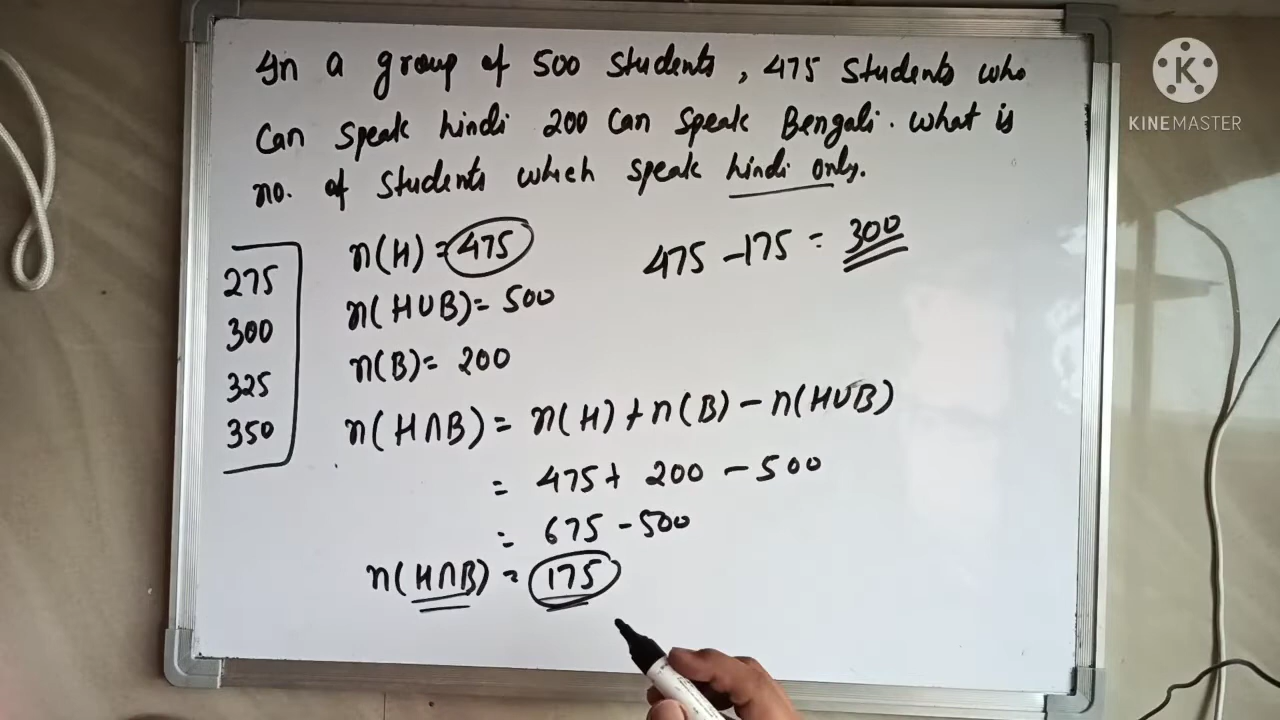 In a group of 500 students, 475 students who
can speak hindi 200 can speak Bengali. what is
no. of students which speak hindi only.
275
300
325
350
n(H) = 475
n(H∪B)= 500
n(B)= 200
n(H∩B) = n(H) + n(B) - n(H∪B)
= 475+ 200 - 500
= 675 - 500
n(H∩B) = 175
475 - 175 = 300
K
KINEMASTER